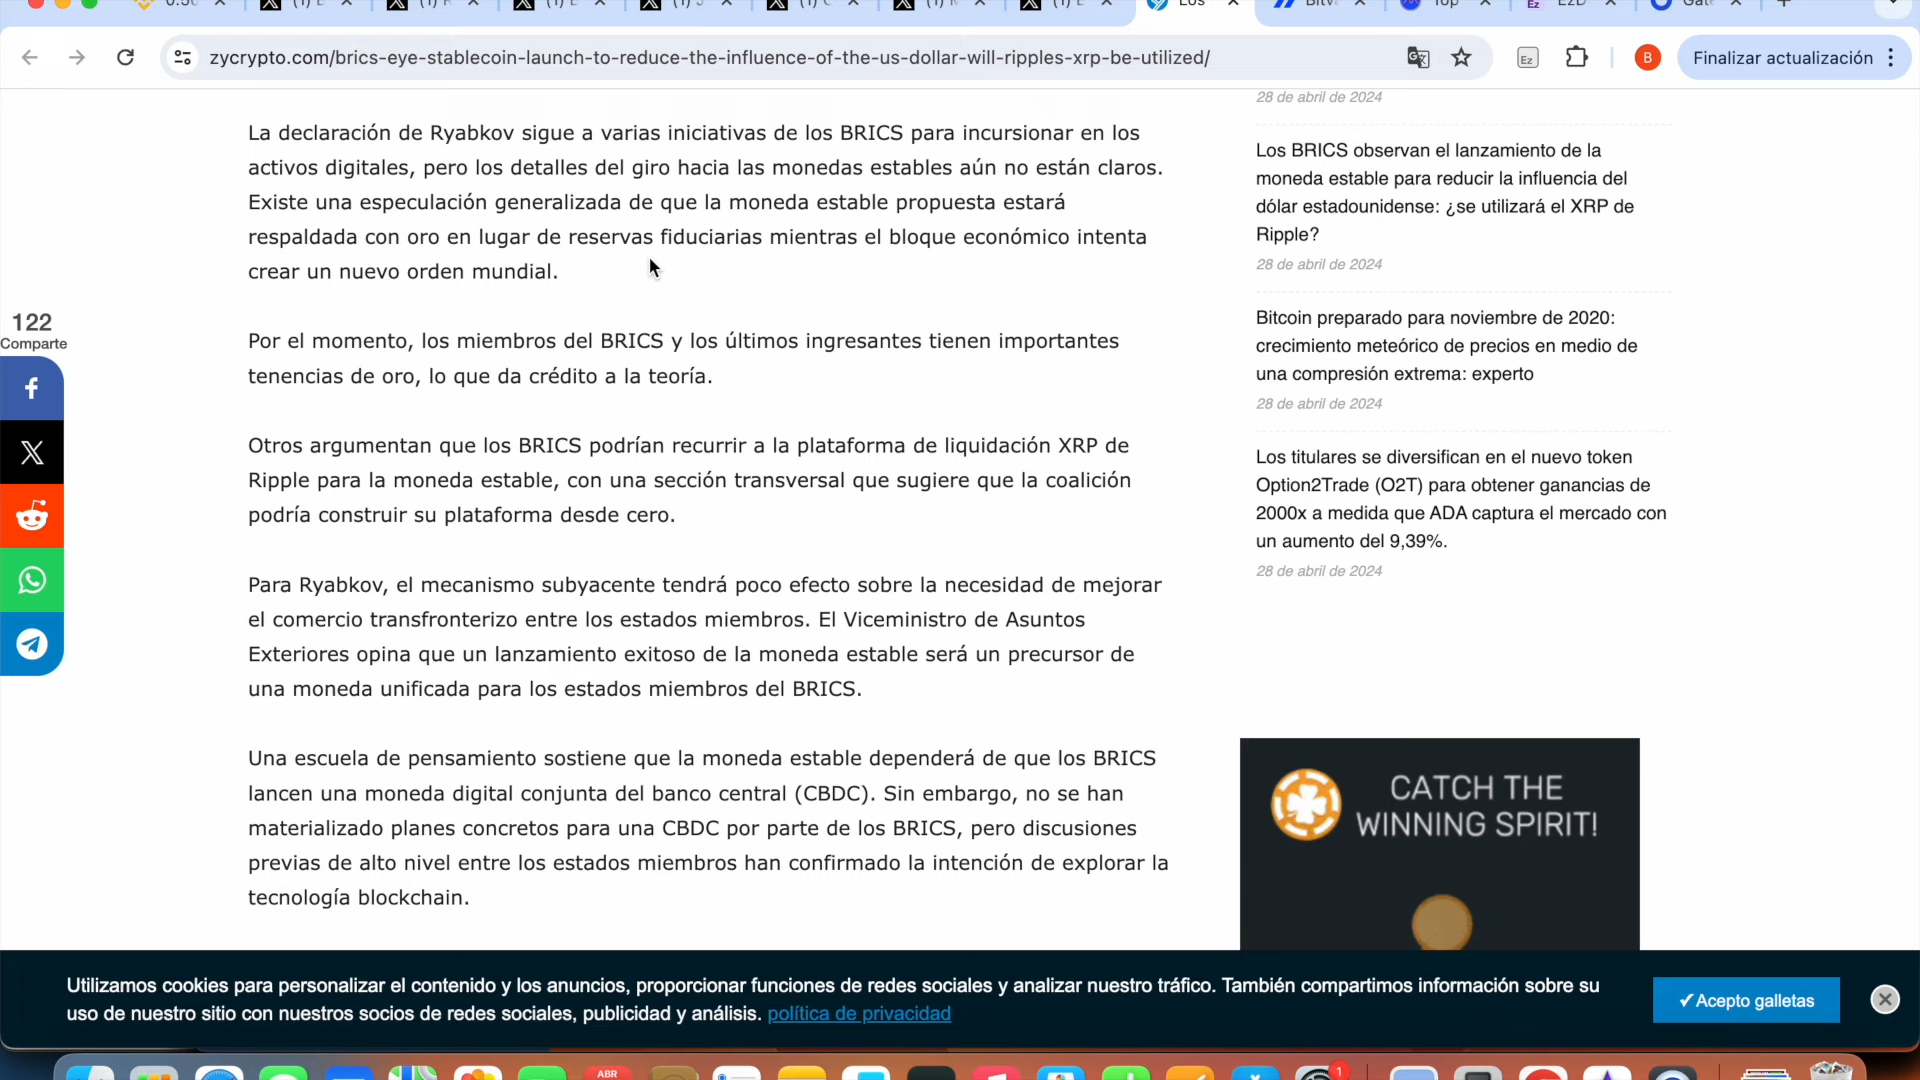 zycrypto.com/brics-eye-stablecoin-launch-to-reduce-the-influence-of-the-us-dollar-will-ripples-xrp-be-utilized/
Ez
B
Finalizar actualización
La declaración de Ryabkov sigue a varias iniciativas de los BRICS para incursionar en los
activos digitales, pero los detalles del giro hacia las monedas estables aún no están claros.
Existe una especulación generalizada de que la moneda estable propuesta estará
respaldada con oro en lugar de reservas fiduciarias mientras el bloque económico intenta
crear un nuevo orden mundial.
Por el momento, los miembros del BRICS y los últimos ingresantes tienen importantes
tenencias de oro, lo que da crédito a la teoría.
Otros argumentan que los BRICS podrían recurrir a la plataforma de liquidación XRP de
Ripple para la moneda estable, con una sección transversal que sugiere que la coalición
podría construir su plataforma desde cero.
Para Ryabkov, el mecanismo subyacente tendrá poco efecto sobre la necesidad de mejorar
el comercio transfronterizo entre los estados miembros. El Viceministro de Asuntos
Exteriores opina que un lanzamiento exitoso de la moneda estable será un precursor de
una moneda unificada para los estados miembros del BRICS.
Una escuela de pensamiento sostiene que la moneda estable dependerá de que los BRICS
lancen una moneda digital conjunta del banco central (CBDC). Sin embargo, no se han
materializado planes concretos para una CBDC por parte de los BRICS, pero discusiones
previas de alto nivel entre los estados miembros han confirmado la intención de explorar la
tecnología blockchain.
122
Comparte
28 de abril de 2024
Los BRICS observan el lanzamiento de la
moneda estable para reducir la influencia del
dólar estadounidense: ¿se utilizará el XRP de
Ripple?
28 de abril de 2024
Bitcoin preparado para noviembre de 2020:
crecimiento meteórico de precios en medio de
una compresión extrema: experto
28 de abril de 2024
Los titulares se diversifican en el nuevo token
Option2Trade (O2T) para obtener ganancias de
2000x a medida que ADA captura el mercado con
un aumento del 9,39%.
28 de abril de 2024
CATCH THE
WINNING SPIRIT!
Utilizamos cookies para personalizar el contenido y los anuncios, proporcionar funciones de redes sociales y analizar nuestro tráfico. También compartimos información sobre su
uso de nuestro sitio con nuestros socios de redes sociales, publicidad y análisis. política de privacidad
✓Acepto galletas
ABR
1